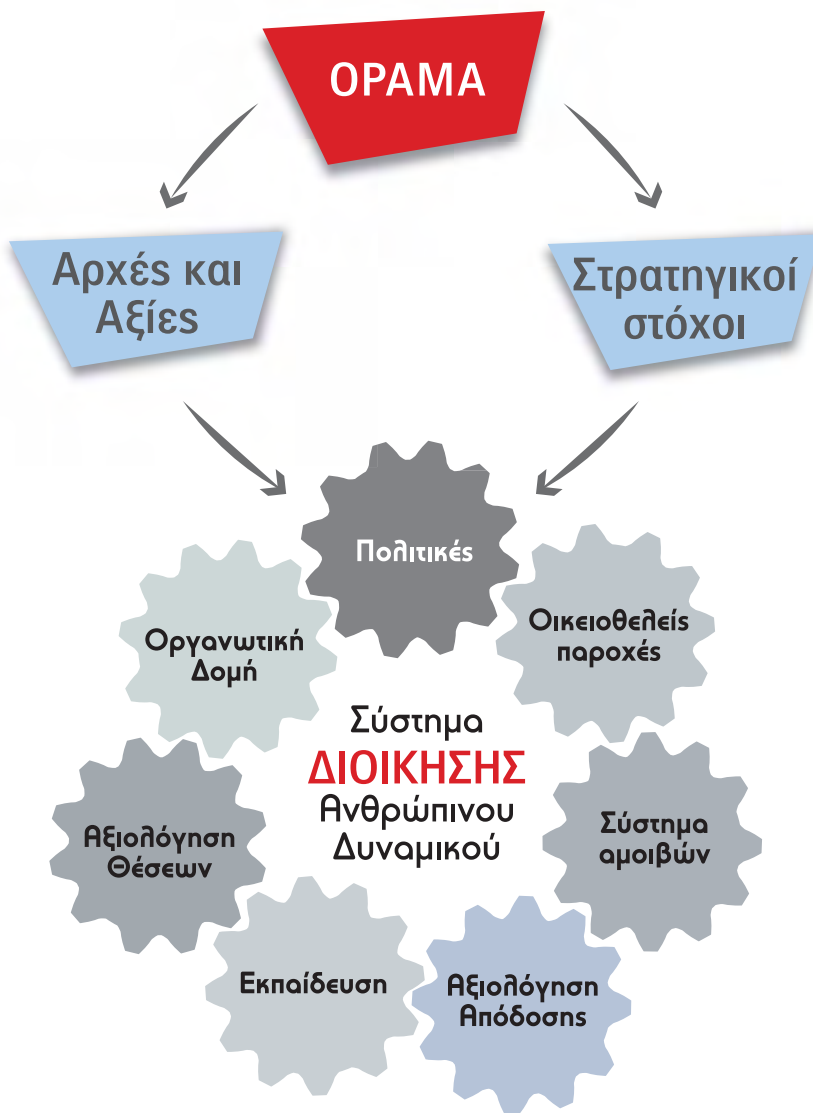 ΟΡΑΜΑ
Αρχές και
Αξίες
Στρατηγικοί
στόχοι
Πολιτικές
Οργανωτική
Δομή
Οικειοθελείς
παροχές
Σύστημα
ΔΙΟΙΚΗΣΗΣ
Ανθρώπινου
Δυναμικού
Αξιολόγηση
Θέσεων
Σύστημα
αμοιβών
Εκπαίδευση
Αξιολόγηση
Απόδοσης